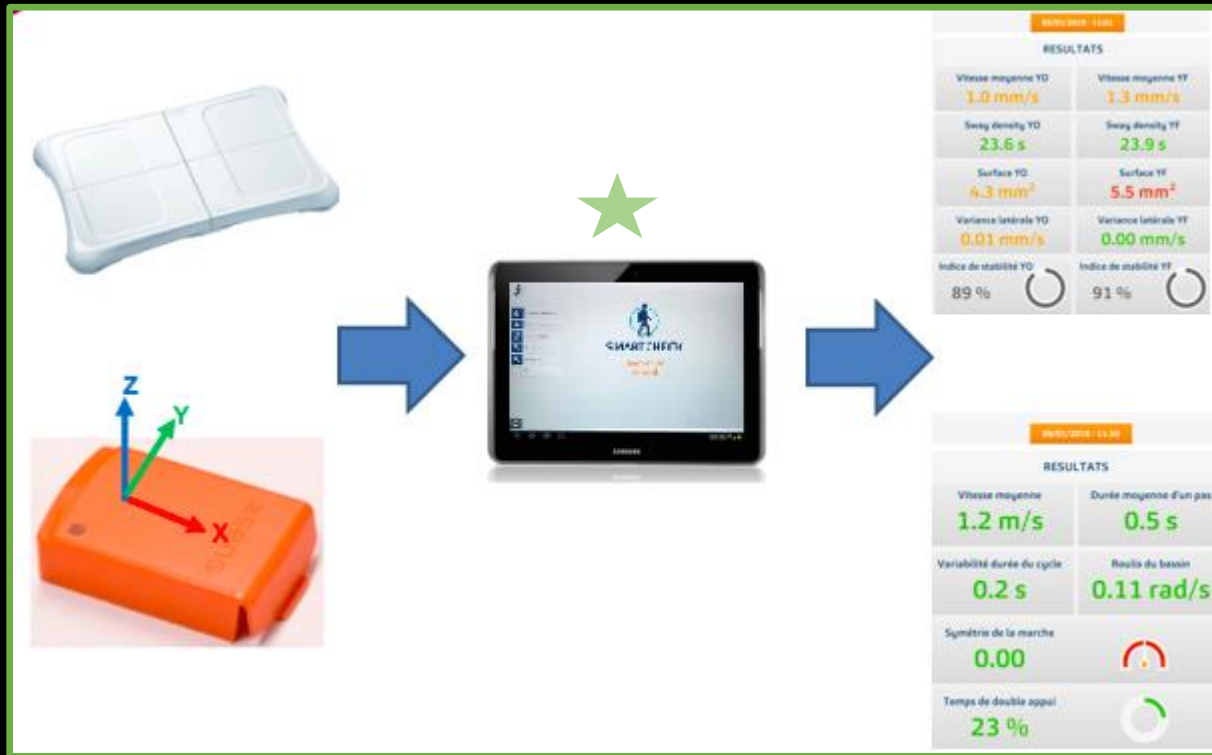 RESULTATS
Vitesse moyenne YO
Vitesse moyenne YF
1.0 mm/s
1.3 mm/s
Sway density YO
Sway density YF
23.6 s
23.9 s
Surface YO
Surface YF
4.3 mm²
5.5 mm²
Variance latérale YO
Variance latérale YF
0.01 mm/s
0.00 mm/s
Indice de stabilité YO
Indice de stabilité YF
89 %
91 %
SMARTCHECK
SAMSUNG
Z
Y
X
xsens
RESULTATS
Vitesse moyenne
Durée moyenne d'un pas
1.2 m/s
0.5 s
Variabilité durée du cycle
Roulis du bassin
0.2 s
0.11 rad/s
Symétrie de la marche
0.00
Temps de double appui
23 %